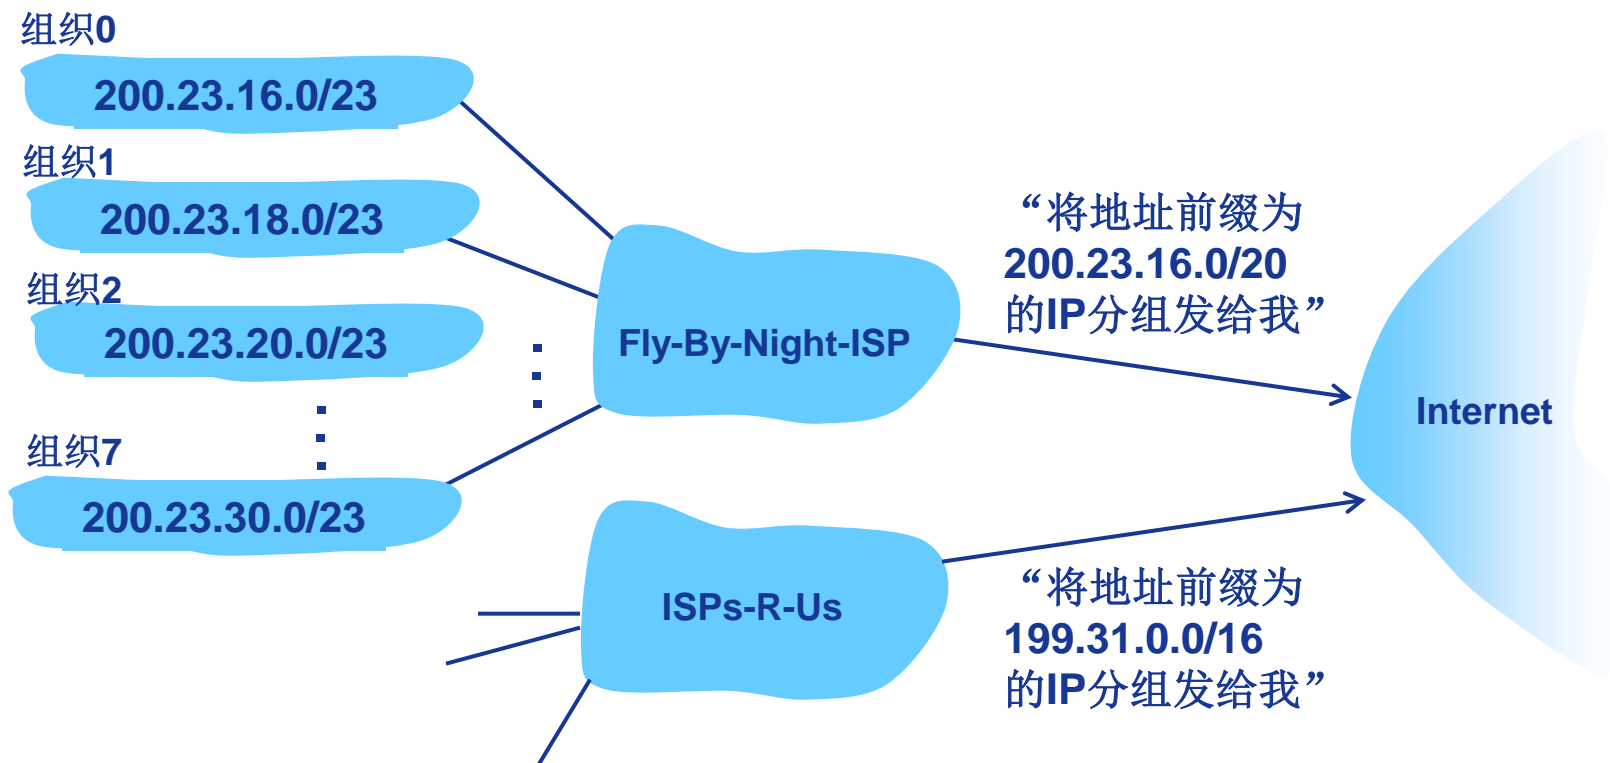 组织0
200.23.16.0/23
组织1
200.23.18.0/23
组织2
200.23.20.0/23
组织7
200.23.30.0/23
Fly-By-Night-ISP
“将地址前缀为
200.23.16.0/20
的IP分组发给我”
Internet
ISPs-R-Us
“将地址前缀为
199.31.0.0/16
的IP分组发给我”